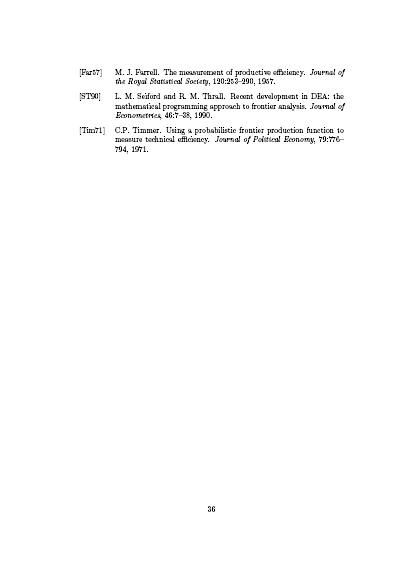 [Far57] M. J. Farrell. The measurement of productive efficiency. Journal of
the Royal Statistical Society, 120:253–290, 1957.
[ST90] L. M. Seiford and R. M. Thrall. Recent development in DEA: the
mathematical programming approach to frontier analysis. Journal of
Econometrics, 46:7–38, 1990.
[Tim71] C.P. Timmer. Using a probabilistic frontier production function to
measure technical efficiency. Journal of Political Economy, 79:776–
794, 1971.
36